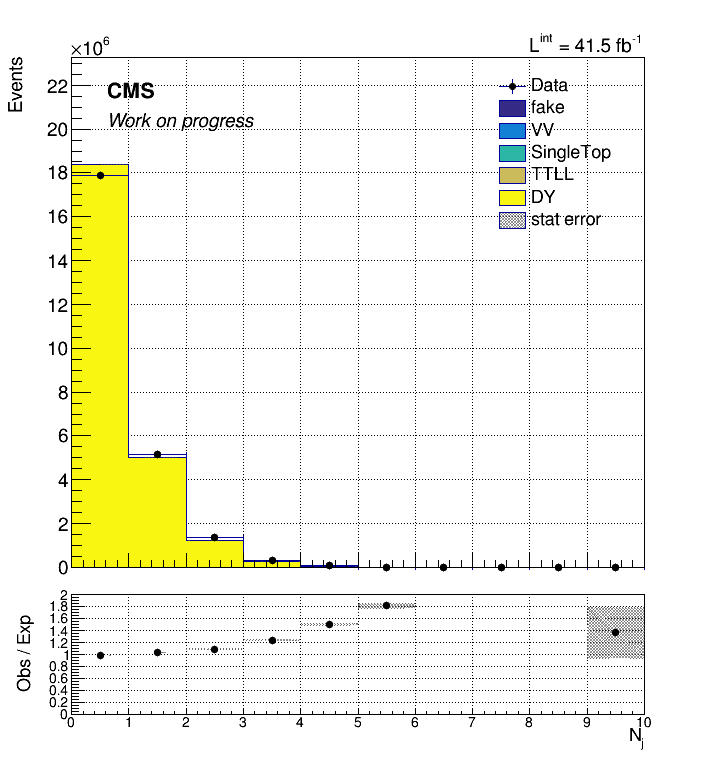 ×10⁶
L^int = 41.5 fb⁻¹
Events
CMS
Work on progress
Data
fake
VV
SingleTop
TTLL
DY
stat error
22
20
18
16
14
12
10
8
6
4
2
0
Obs / Exp
2
1.8
1.6
1.4
1.2
1
0.8
0.6
0.4
0.2
0
0 1 2 3 4 5 6 7 8 9 10
N_j